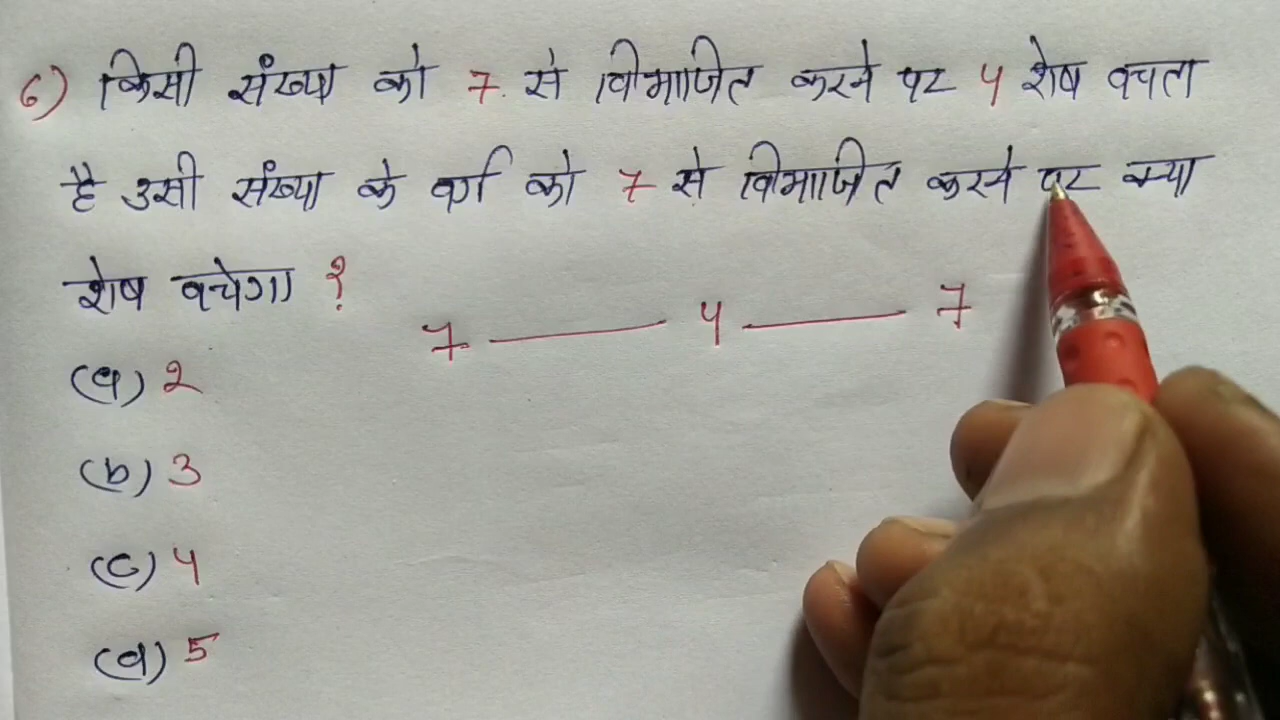 6) किसी संख्या को 7 से विभाजित करने पर 4 शेष बचता
है उसी संख्या के वर्ग को 7 से विभाजित करने पर क्या
शेष बचेगा ?
7 —— 4 —— 7
(a) 2
(b) 3
(c) 4
(d) 5